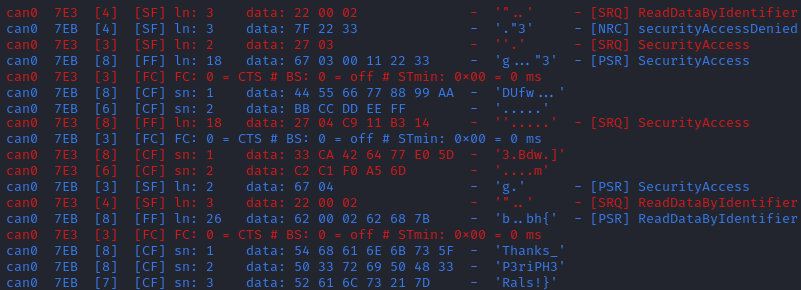 can0  7E3  [4]  [SF] ln: 3    data: 22 00 02              -  '"..'     - [SRQ] ReadDataByIdentifier
can0  7EB  [4]  [SF] ln: 3    data: 7F 22 33              -  '."3'     - [NRC] securityAccessDenied
can0  7E3  [3]  [SF] ln: 2    data: 27 03                 -  ''.'      - [SRQ] SecurityAccess
can0  7EB  [8]  [FF] ln: 18   data: 67 03 00 11 22 33     -  'g..."3'  - [PSR] SecurityAccess
can0  7E3  [3]  [FC] FC: 0 = CTS # BS: 0 = off # STmin: 0x00 = 0 ms
can0  7EB  [8]  [CF] sn: 1    data: 44 55 66 77 88 99 AA  -  'DUfw...'
can0  7EB  [6]  [CF] sn: 2    data: BB CC DD EE FF        -  '.....'
can0  7E3  [8]  [FF] ln: 18   data: 27 04 C9 11 B3 14     -  ''.....'  - [SRQ] SecurityAccess
can0  7EB  [3]  [FC] FC: 0 = CTS # BS: 0 = off # STmin: 0x00 = 0 ms
can0  7E3  [8]  [CF] sn: 1    data: 33 CA 42 64 77 E0 5D  -  '3.Bdw.]'
can0  7E3  [6]  [CF] sn: 2    data: C2 C1 F0 A5 6D        -  '....m'
can0  7EB  [3]  [SF] ln: 2    data: 67 04                 -  'g.'      - [PSR] SecurityAccess
can0  7E3  [4]  [SF] ln: 3    data: 22 00 02              -  '"..'     - [SRQ] ReadDataByIdentifier
can0  7EB  [8]  [FF] ln: 26   data: 62 00 02 62 68 7B     -  'b..bh{'  - [PSR] ReadDataByIdentifier
can0  7E3  [3]  [FC] FC: 0 = CTS # BS: 0 = off # STmin: 0x00 = 0 ms
can0  7EB  [8]  [CF] sn: 1    data: 54 68 61 6E 6B 73 5F  -  'Thanks_'
can0  7EB  [8]  [CF] sn: 2    data: 50 33 72 69 50 48 33  -  'P3riPH3'
can0  7EB  [7]  [CF] sn: 3    data: 52 61 6C 73 21 7D     -  'Rals!}'